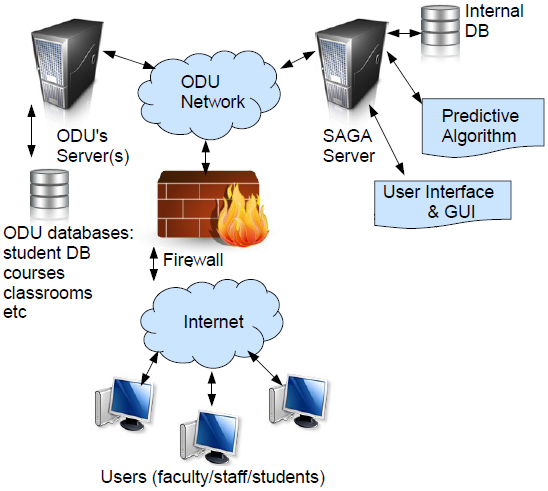 Internal
DB
ODU
Network
ODU's
Server(s)
SAGA
Server
Predictive
Algorithm
User Interface
& GUI
ODU databases:
student DB
courses
classrooms
etc
Firewall
Internet
Users (faculty/staff/students)